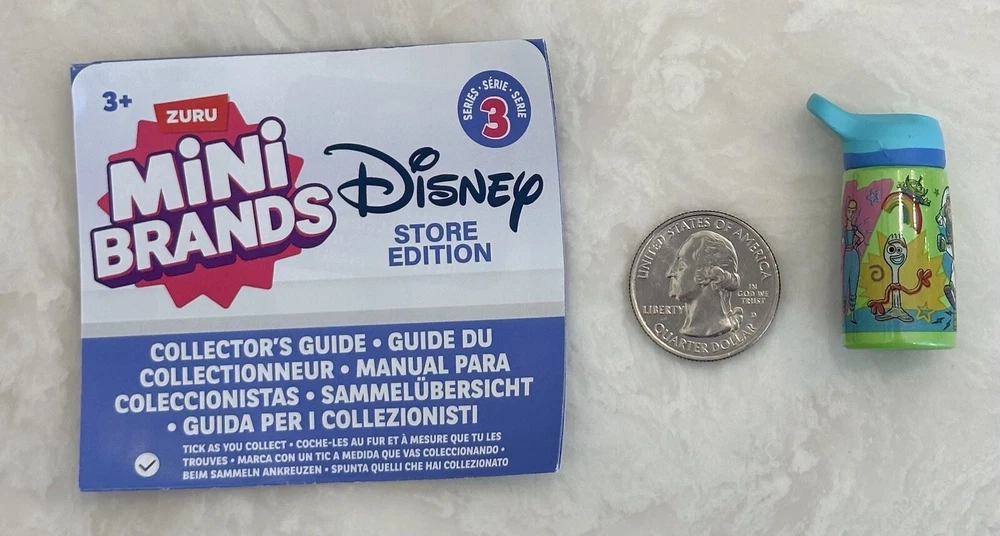 3+
ZURU
MiNi
BRANDS
SERIES · SÉRIE · SERIE
3
DISNEY
STORE
EDITION
COLLECTOR'S GUIDE • GUIDE DU
COLLECTIONNEUR • MANUAL PARA
COLECCIONISTAS • SAMMELÜBERSICHT
• GUIDA PER I COLLEZIONISTI
TICK AS YOU COLLECT • COCHE-LES AU FUR ET À MESURE QUE TU LES
TROUVES • MARCA CON UN TIC A MEDIDA QUE VAS COLECCIONANDO •
BEIM SAMMELN ANKREUZEN • SPUNTA QUELLI CHE HAI COLLEZIONATO
UNITED STATES OF AMERICA
LIBERTY
IN
GOD WE
TRUST
D
QUARTER DOLLAR